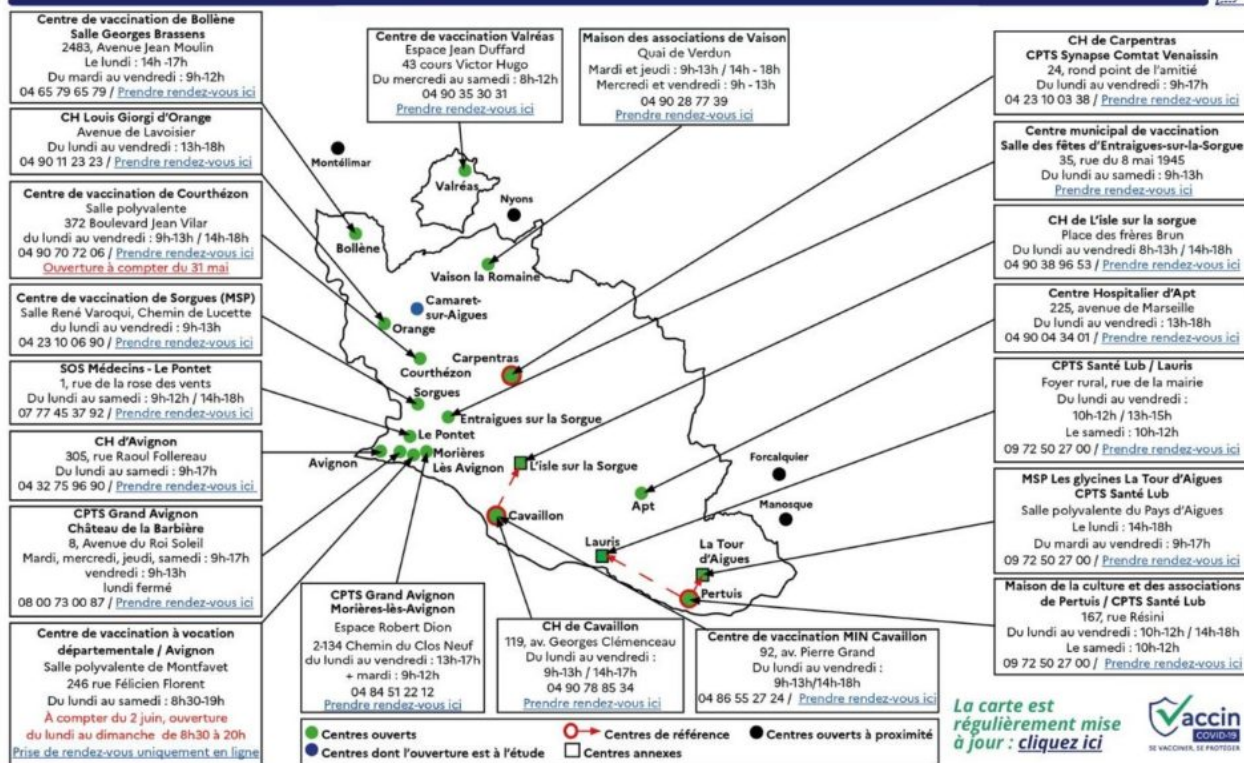 Centre de vaccination de Bollène
Salle Georges Brassens
2483, Avenue Jean Moulin
Le lundi : 14h -17h
Du mardi au vendredi : 9h-12h
04 65 79 65 79 / Prendre rendez-vous ici
CH Louis Giorgi d'Orange
Avenue de Lavoisier
Du lundi au vendredi : 13h-18h
04 90 11 23 23 / Prendre rendez-vous ici
Centre de vaccination de Courthézon
Salle polyvalente
372 Boulevard Jean Vilar
du lundi au vendredi : 9h-13h / 14h-18h
04 90 70 72 06 / Prendre rendez-vous ici
Ouverture à compter du 31 mai
Centre de vaccination de Sorgues (MSP)
Salle René Varoqui, Chemin de Lucette
du lundi au vendredi : 9h-13h
04 23 10 06 90 / Prendre rendez-vous ici
SOS Médecins - Le Pontet
1, rue de la rose des vents
Du lundi au samedi : 9h-12h / 14h-18h
07 77 45 37 92 / Prendre rendez-vous ici
CH d'Avignon
305, rue Raoul Follereau
Du lundi au samedi : 9h-17h
04 32 75 96 90 / Prendre rendez-vous ici
CPTS Grand Avignon
Château de la Barbière
8, Avenue du Roi Soleil
Mardi, mercredi, jeudi, samedi : 9h-17h
vendredi : 9h-13h
lundi fermé
08 00 73 00 87 / Prendre rendez-vous ici
Centre de vaccination à vocation
départementale / Avignon
Salle polyvalente de Montfavet
246 rue Félicien Florent
Du lundi au samedi : 8h30-19h
À compter du 2 juin, ouverture
du lundi au dimanche de 8h30 à 20h
Prise de rendez-vous uniquement en ligne
Centre de vaccination Valréas
Espace Jean Duffard
43 cours Victor Hugo
Du mercredi au samedi : 8h-12h
04 90 35 30 31
Prendre rendez-vous ici
Maison des associations de Vaison
Quai de Verdun
Mardi et jeudi : 9h-13h / 14h - 18h
Mercredi et vendredi : 9h - 13h
04 90 28 77 39
Prendre rendez-vous ici
Montélimar
Valréas
Nyons
Bollène
Vaison la Romaine
Camaret-
sur-Aigues
Orange
Carpentras
Courthézon
Sorgues
Entraigues sur la Sorgue
Le Pontet
Avignon
Morières
Lès Avignon
L'isle sur la Sorgue
Forcalquier
Apt
Manosque
Cavaillon
Lauris
La Tour
d'Aigues
Pertuis
CH de Carpentras
CPTS Synapse Comtat Venaissin
24, rond point de l'amitié
Du lundi au vendredi : 9h-17h
04 23 10 03 38 / Prendre rendez-vous ici
Centre municipal de vaccination
Salle des fêtes d'Entraigues-sur-la-Sorgue
35, rue du 8 mai 1945
Du lundi au samedi : 9h-13h
Prendre rendez-vous ici
CH de L'isle sur la sorgue
Place des frères Brun
Du lundi au vendredi 8h-13h / 14h-18h
04 90 38 96 53 / Prendre rendez-vous ici
Centre Hospitalier d'Apt
225, avenue de Marseille
Du lundi au vendredi : 13h-18h
04 90 04 34 01 / Prendre rendez-vous ici
CPTS Santé Lub / Lauris
Foyer rural, rue de la mairie
Du lundi au vendredi :
10h-12h / 13h-15h
Le samedi : 10h-12h
09 72 50 27 00 / Prendre rendez-vous ici
MSP Les glycines La Tour d'Aigues
CPTS Santé Lub
Salle polyvalente du Pays d'Aigues
Le lundi : 14h-18h
Du mardi au vendredi : 9h-17h
09 72 50 27 00 / Prendre rendez-vous ici
Maison de la culture et des associations
de Pertuis / CPTS Santé Lub
167, rue Résini
Du lundi au vendredi : 10h-12h / 14h-18h
Le samedi : 10h-12h
09 72 50 27 00 / Prendre rendez-vous ici
CPTS Grand Avignon
Morières-lès-Avignon
Espace Robert Dion
2-134 Chemin du Clos Neuf
du lundi au vendredi : 13h-17h
+ mardi : 9h-12h
04 84 51 22 12
Prendre rendez-vous ici
CH de Cavaillon
119, av. Georges Clémenceau
Du lundi au vendredi :
9h-13h / 14h-17h
04 90 78 85 34
Prendre rendez-vous ici
Centre de vaccination MIN Cavaillon
92, av. Pierre Grand
Du lundi au vendredi :
9h-13h/14h-18h
04 86 55 27 24 / Prendre rendez-vous ici
Centres ouverts
Centres de référence
Centres ouverts à proximité
Centres dont l'ouverture est à l'étude
Centres annexes
La carte est
régulièrement mise
à jour : cliquez ici
Vaccin
COVID-19
SE VACCINER, SE PROTÉGER